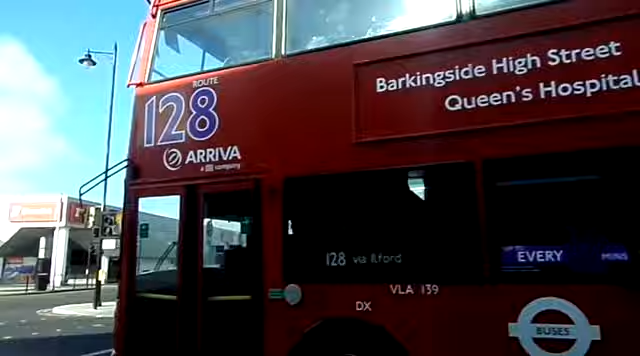 ROUTE
128
ARRIVA
a DB company
Barkingside High Street
Queen's Hospital
128 via Ilford
EVERY
MINS
VLA 139
DX
BUSES